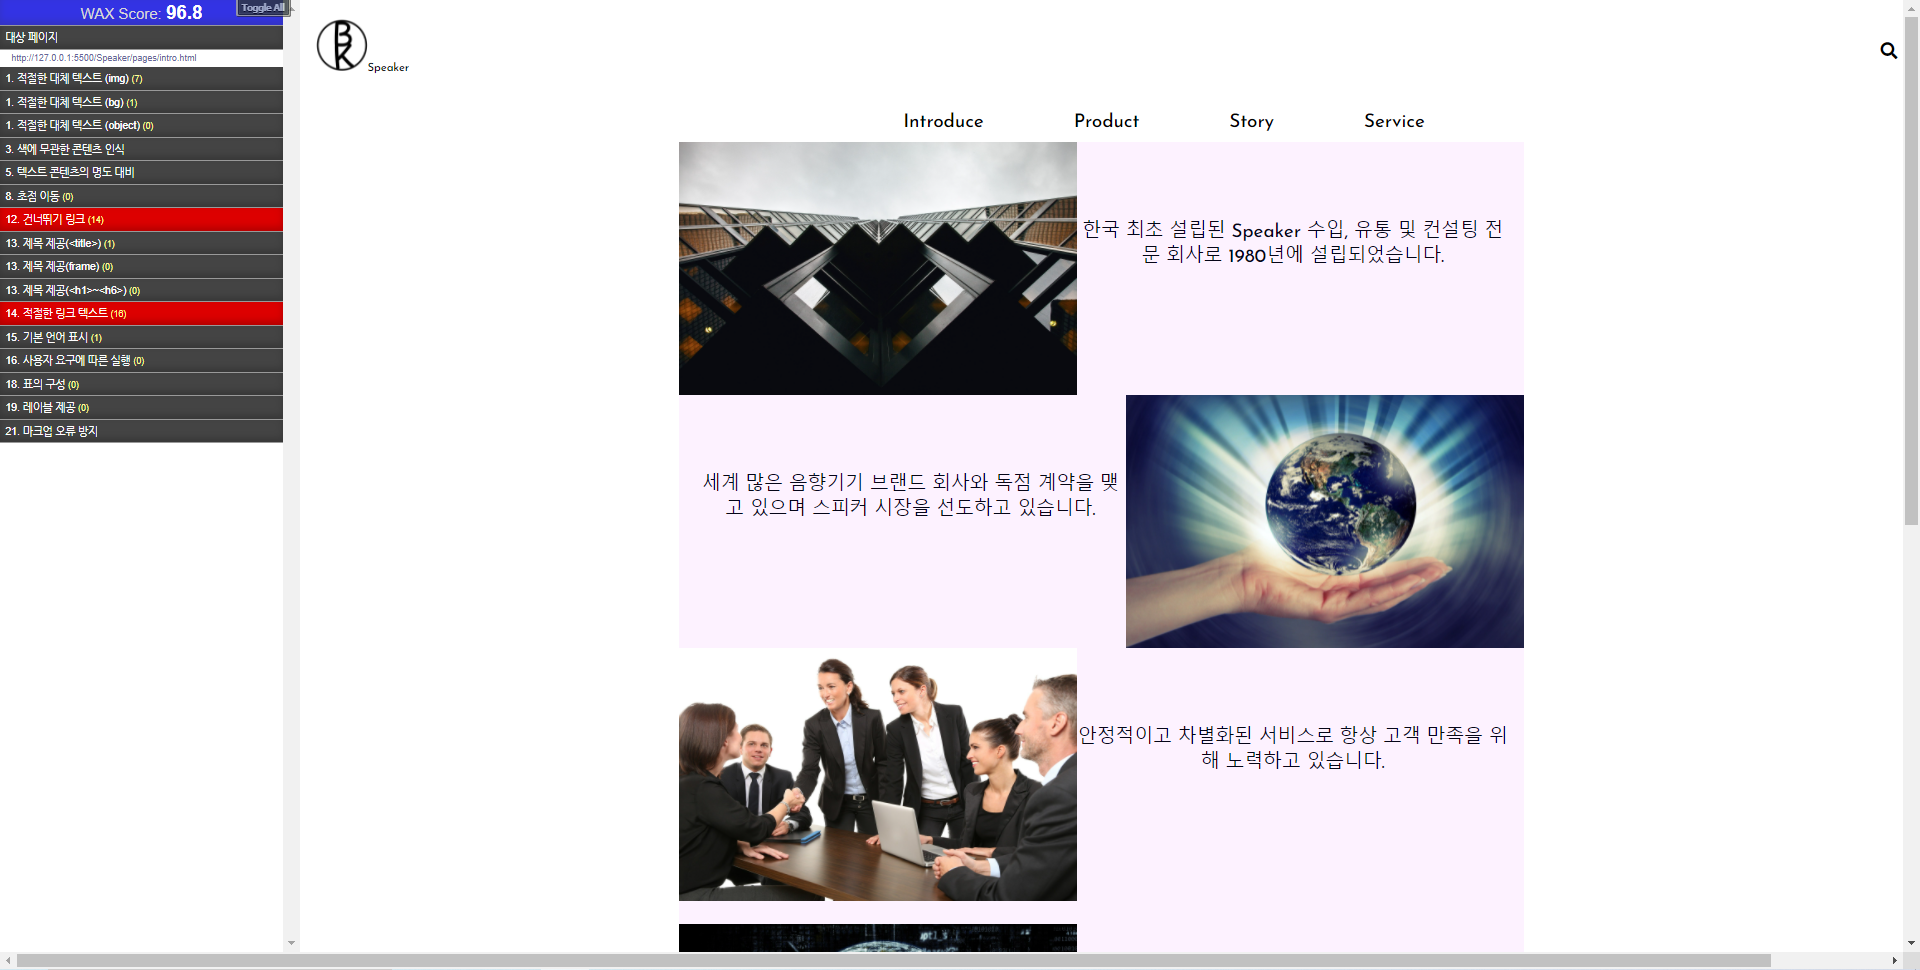 WAX Score: 96.8
Toggle All
대상 페이지
http://127.0.0.1:5500/Speaker/pages/intro.html
1. 적절한 대체 텍스트 (img) (7)
1. 적절한 대체 텍스트 (bg) (1)
1. 적절한 대체 텍스트 (object) (0)
3. 색에 무관한 콘텐츠 인식
5. 텍스트 콘텐츠의 명도 대비
8. 초점 이동 (0)
12. 건너뛰기 링크 (14)
13. 제목 제공(<title>) (1)
13. 제목 제공(frame) (0)
13. 제목 제공(<h1>~<h6>) (0)
14. 적절한 링크 텍스트 (16)
15. 기본 언어 표시 (1)
16. 사용자 요구에 따른 실행 (0)
18. 표의 구성 (0)
19. 레이블 제공 (0)
21. 마크업 오류 방지
BK
Speaker
Introduce Product Story Service
한국 최초 설립된 Speaker 수입, 유통 및 컨설팅 전
문 회사로 1980년에 설립되었습니다.
세계 많은 음향기기 브랜드 회사와 독점 계약을 맺
고 있으며 스피커 시장을 선도하고 있습니다.
안정적이고 차별화된 서비스로 항상 고객 만족을 위
해 노력하고 있습니다.